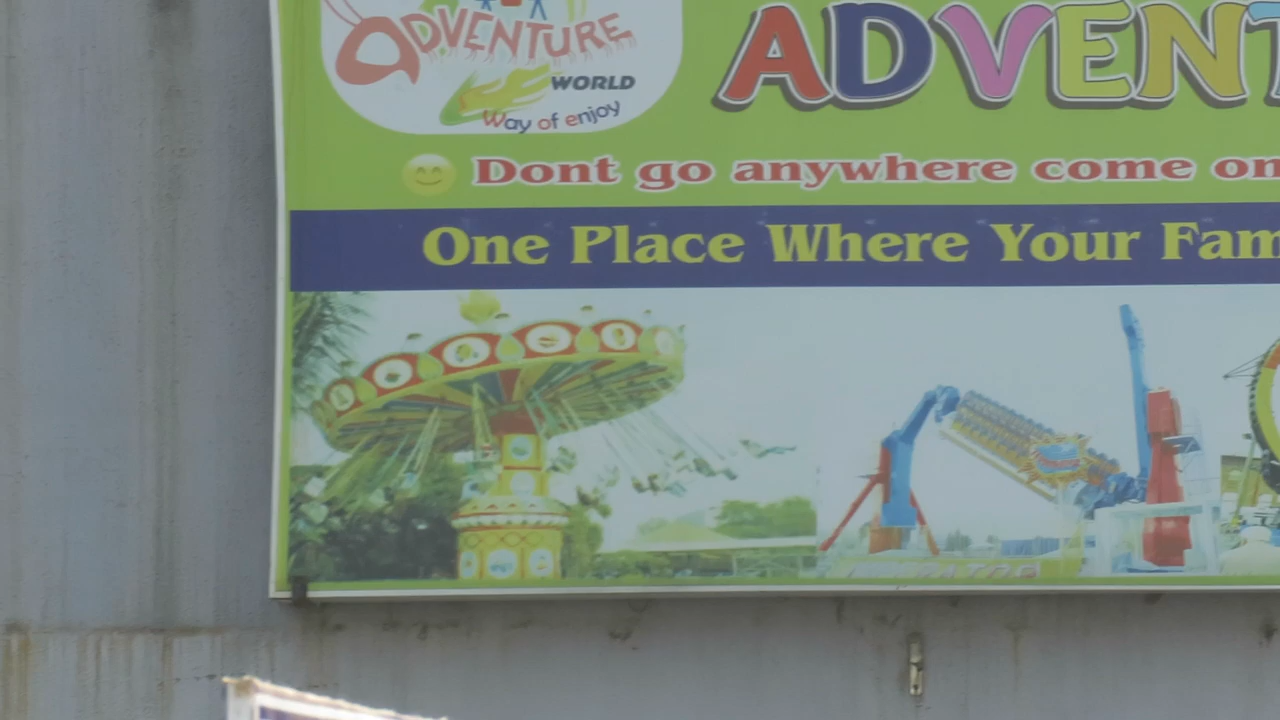 ADVENTURE
WORLD
Way of enjoy
ADVENT
Dont go anywhere come on
One Place Where Your Fam